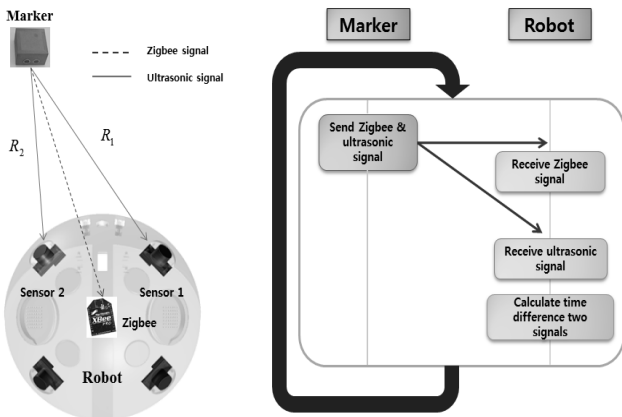 Marker
Zigbee signal
Ultrasonic signal
R2
R1
Sensor 2
Sensor 1
XBee
PRO
Zigbee
Robot
Marker
Robot
Send Zigbee &
ultrasonic
signal
Receive Zigbee
signal
Receive ultrasonic
signal
Calculate time
difference two
signals